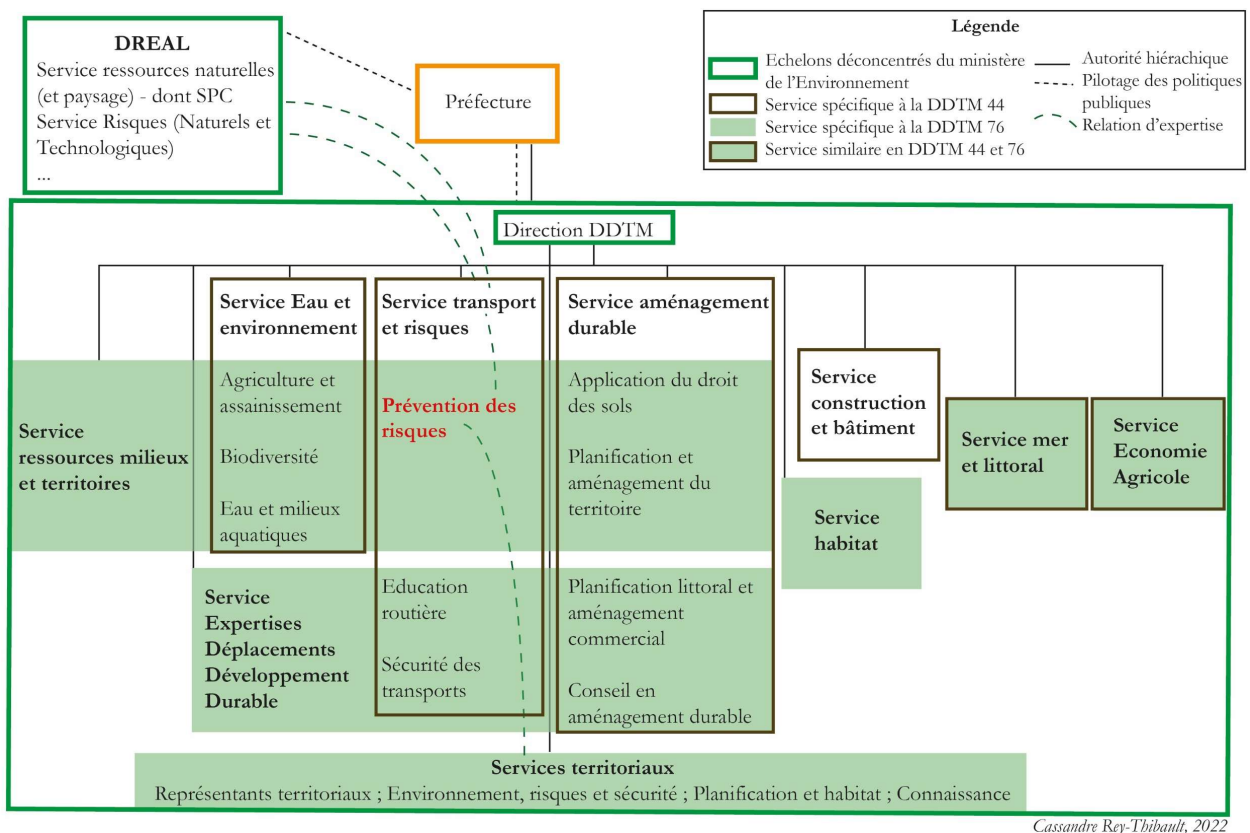 DREAL
Service ressources naturelles
(et paysage) - dont SPC
Service Risques (Naturels et
Technologiques)
...
Préfecture
Légende
Echelons déconcentrés du ministère
de l'Environnement
Service spécifique à la DDTM 44
Service spécifique à la DDTM 76
Service similaire en DDTM 44 et 76
Autorité hiérachique
Pilotage des politiques
publiques
Relation d'expertise
Direction DDTM
Service Eau et
environnement
Service transport
et risques
Service aménagement
durable
Service
ressources milieux
et territoires
Agriculture et
assainissement
Biodiversité
Eau et milieux
aquatiques
Prévention des
risques
Application du droit
des sols
Planification et
aménagement du
territoire
Service
construction
et bâtiment
Service mer
et littoral
Service
Economie
Agricole
Service
habitat
Service
Expertises
Déplacements
Développement
Durable
Education
routière
Sécurité des
transports
Planification littoral et
aménagement
commercial
Conseil en
aménagement durable
Services territoriaux
Représentants territoriaux ; Environnement, risques et sécurité ; Planification et habitat ; Connaissance
Cassandre Rey-Thibault, 2022